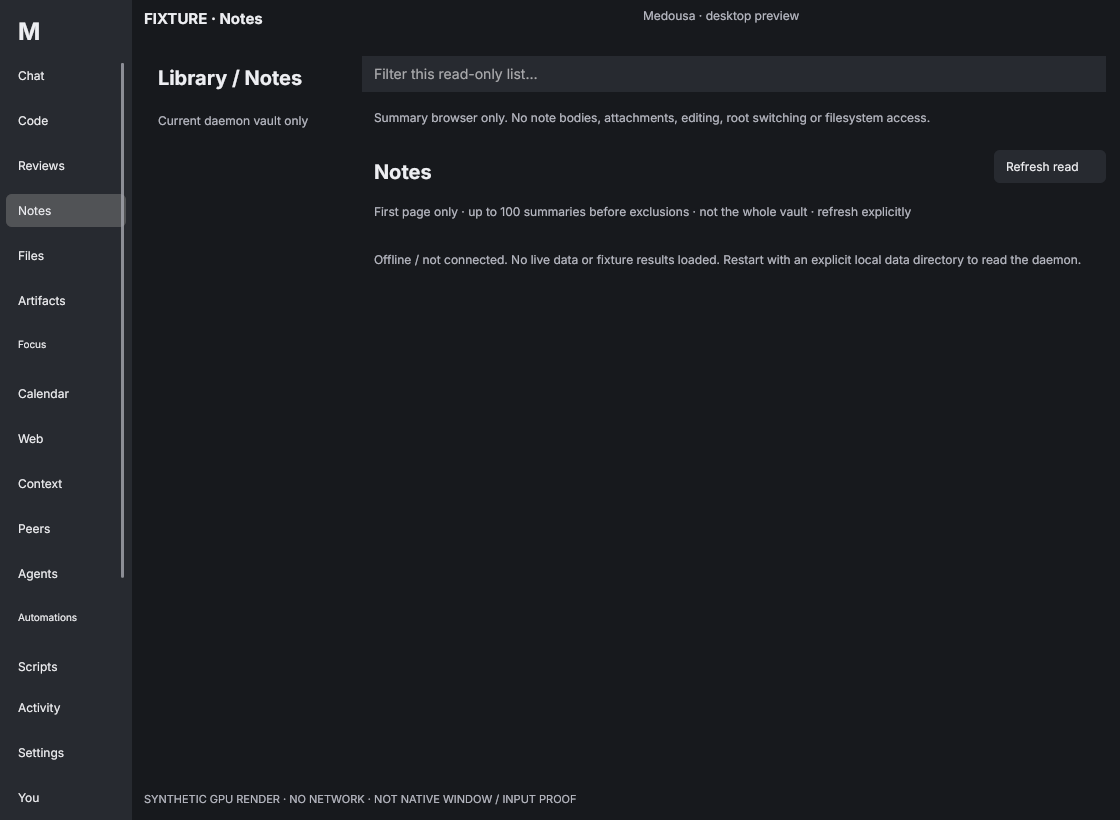 M
Chat
Code
Reviews
Notes
Files
Artifacts
Focus
Calendar
Web
Context
Peers
Agents
Automations
Scripts
Activity
Settings
You
FIXTURE · Notes
Medousa · desktop preview
Library / Notes
Current daemon vault only
Filter this read-only list...
Summary browser only. No note bodies, attachments, editing, root switching or filesystem access.
Notes
Refresh read
First page only · up to 100 summaries before exclusions · not the whole vault · refresh explicitly
Offline / not connected. No live data or fixture results loaded. Restart with an explicit local data directory to read the daemon.
SYNTHETIC GPU RENDER · NO NETWORK · NOT NATIVE WINDOW / INPUT PROOF